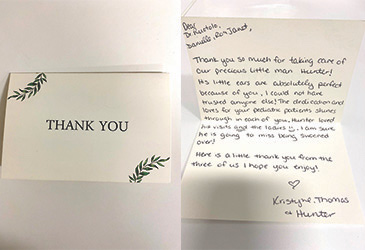 THANK YOU
Dear
Dr. Kustolo,
Danielle, Ron, Janet,
Thank you so much for taking care of
our precious little man Hunter!
His little ears are absolutely perfect
because of you, I could not have
trusted anyone else! The dedication and
love for your pediatric patients shines
through in each of you. Hunter loved
his visits and the lasers, I am sure
he is going to miss being swooned
over!
Here is a little thank you from the
three of us I hope you enjoy!
Kristyne, Thomas
Hunter